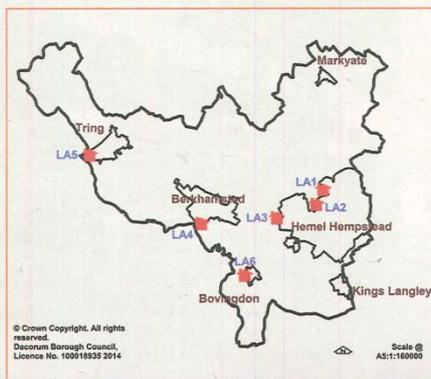 Markyate
Tring
LA5
LA1
Berkhamsted
LA2
LA3
Hemel Hempstead
LA4
LA6
Kings Langley
Bovingdon
© Crown Copyright. All rights
reserved.
Dacorum Borough Council,
Licence No. 100018935 2014
Scale @
A5:1:160000